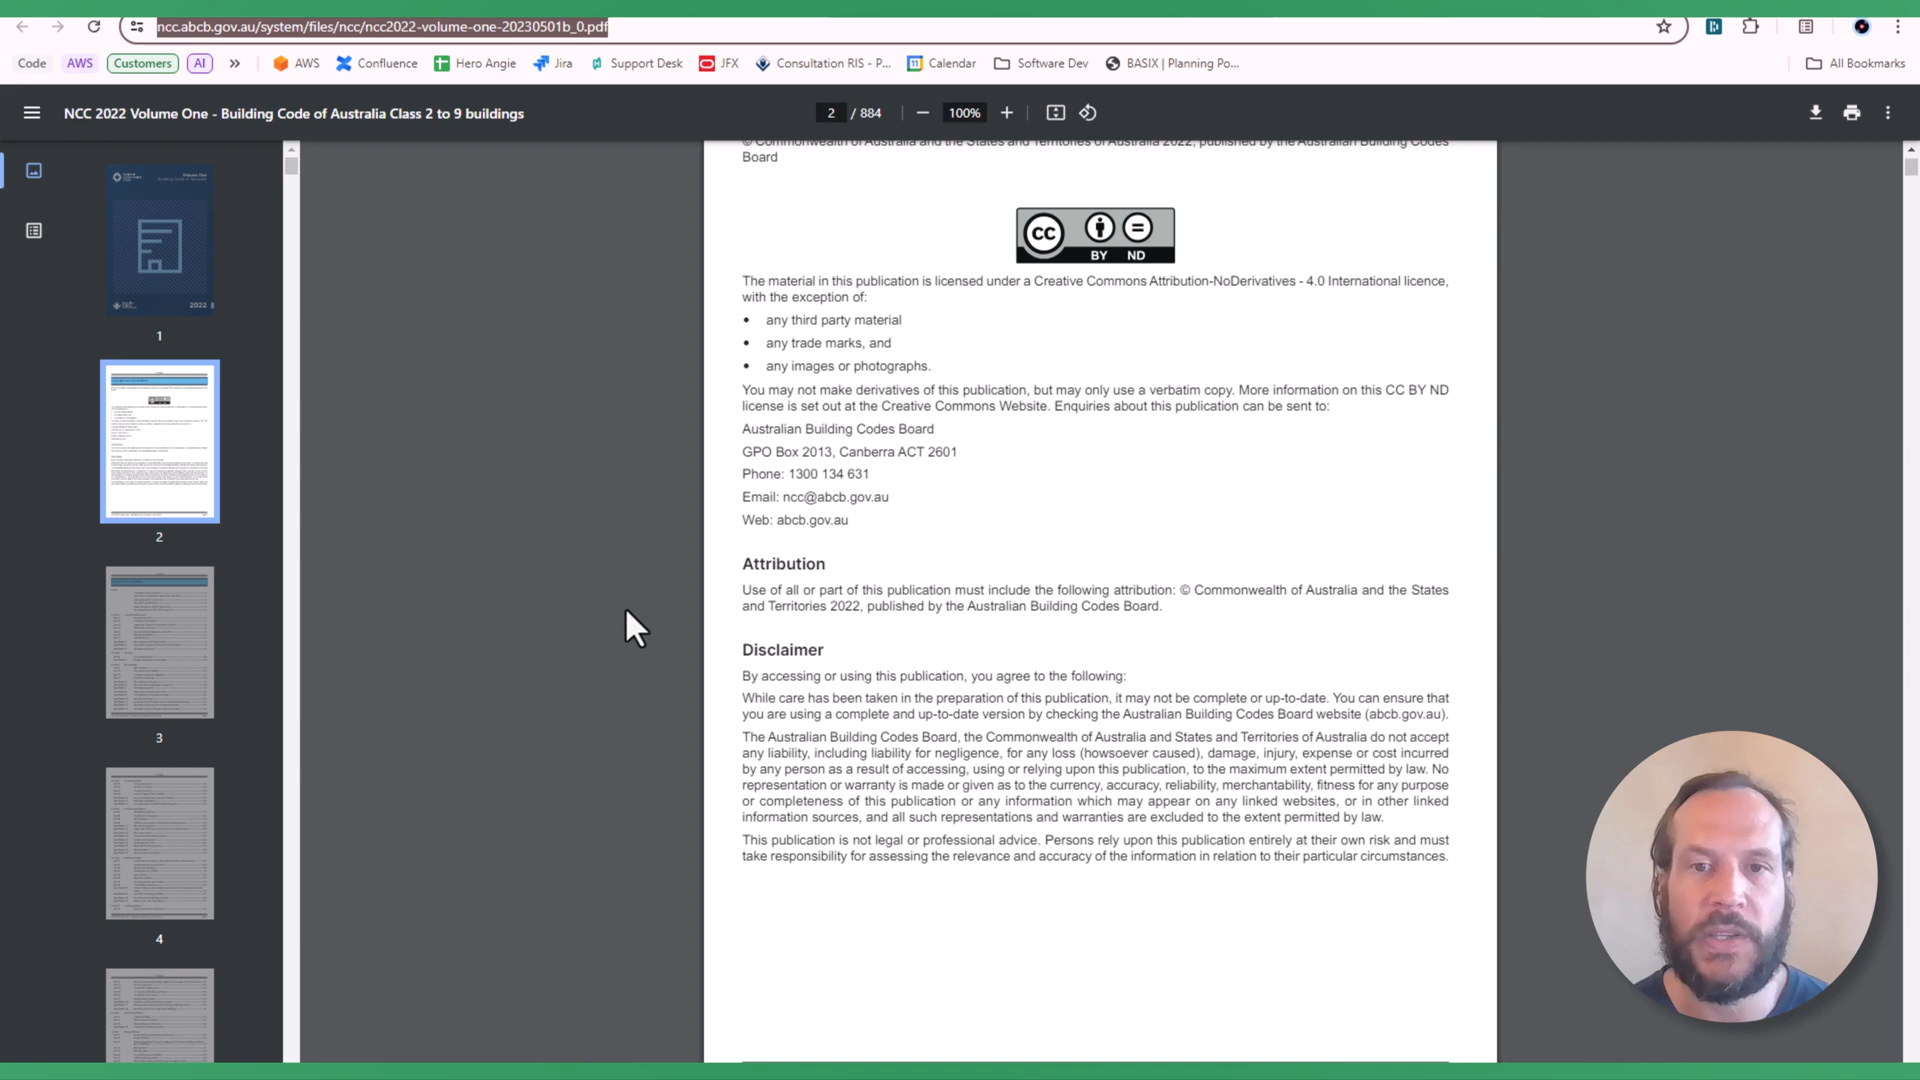 ncc.abcb.gov.au/system/files/ncc/ncc2022-volume-one-20230501b_0.pdf
Code AWS Customers AI AWS Confluence Hero Angie Jira Support Desk JFX Consultation RIS - P... Calendar Software Dev BASIX | Planning Po... All Bookmarks
NCC 2022 Volume One - Building Code of Australia Class 2 to 9 buildings 2 / 884 100%
2022
1
2
3
4
© Commonwealth of Australia and the States and Territories of Australia 2022, published by the Australian Building Codes
Board
CC BY ND
The material in this publication is licensed under a Creative Commons Attribution-NoDerivatives - 4.0 International licence,
with the exception of:
• any third party material
• any trade marks, and
• any images or photographs.
You may not make derivatives of this publication, but may only use a verbatim copy. More information on this CC BY ND
license is set out at the Creative Commons Website. Enquiries about this publication can be sent to:
Australian Building Codes Board
GPO Box 2013, Canberra ACT 2601
Phone: 1300 134 631
Email: ncc@abcb.gov.au
Web: abcb.gov.au
Attribution
Use of all or part of this publication must include the following attribution: © Commonwealth of Australia and the States
and Territories 2022, published by the Australian Building Codes Board.
Disclaimer
By accessing or using this publication, you agree to the following:
While care has been taken in the preparation of this publication, it may not be complete or up-to-date. You can ensure that
you are using a complete and up-to-date version by checking the Australian Building Codes Board website (abcb.gov.au).
The Australian Building Codes Board, the Commonwealth of Australia and States and Territories of Australia do not accept
any liability, including liability for negligence, for any loss (howsoever caused), damage, injury, expense or cost incurred
by any person as a result of accessing, using or relying upon this publication, to the maximum extent permitted by law. No
representation or warranty is made or given as to the currency, accuracy, reliability, merchantability, fitness for any purpose
or completeness of this publication or any information which may appear on any linked websites, or in other linked
information sources, and all such representations and warranties are excluded to the extent permitted by law.
This publication is not legal or professional advice. Persons rely upon this publication entirely at their own risk and must
take responsibility for assessing the relevance and accuracy of the information in relation to their particular circumstances.